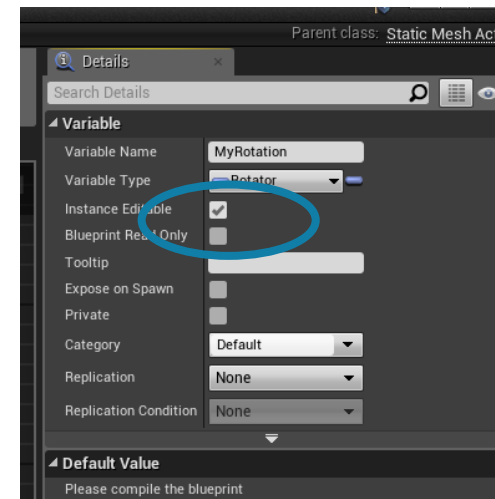 Parent class: Static Mesh Act
Details
Search Details
Variable
Variable Name MyRotation
Variable Type Rotator
Instance Editable
Blueprint Read Only
Tooltip
Expose on Spawn
Private
Category Default
Replication None
Replication Condition None
Default Value
Please compile the blueprint